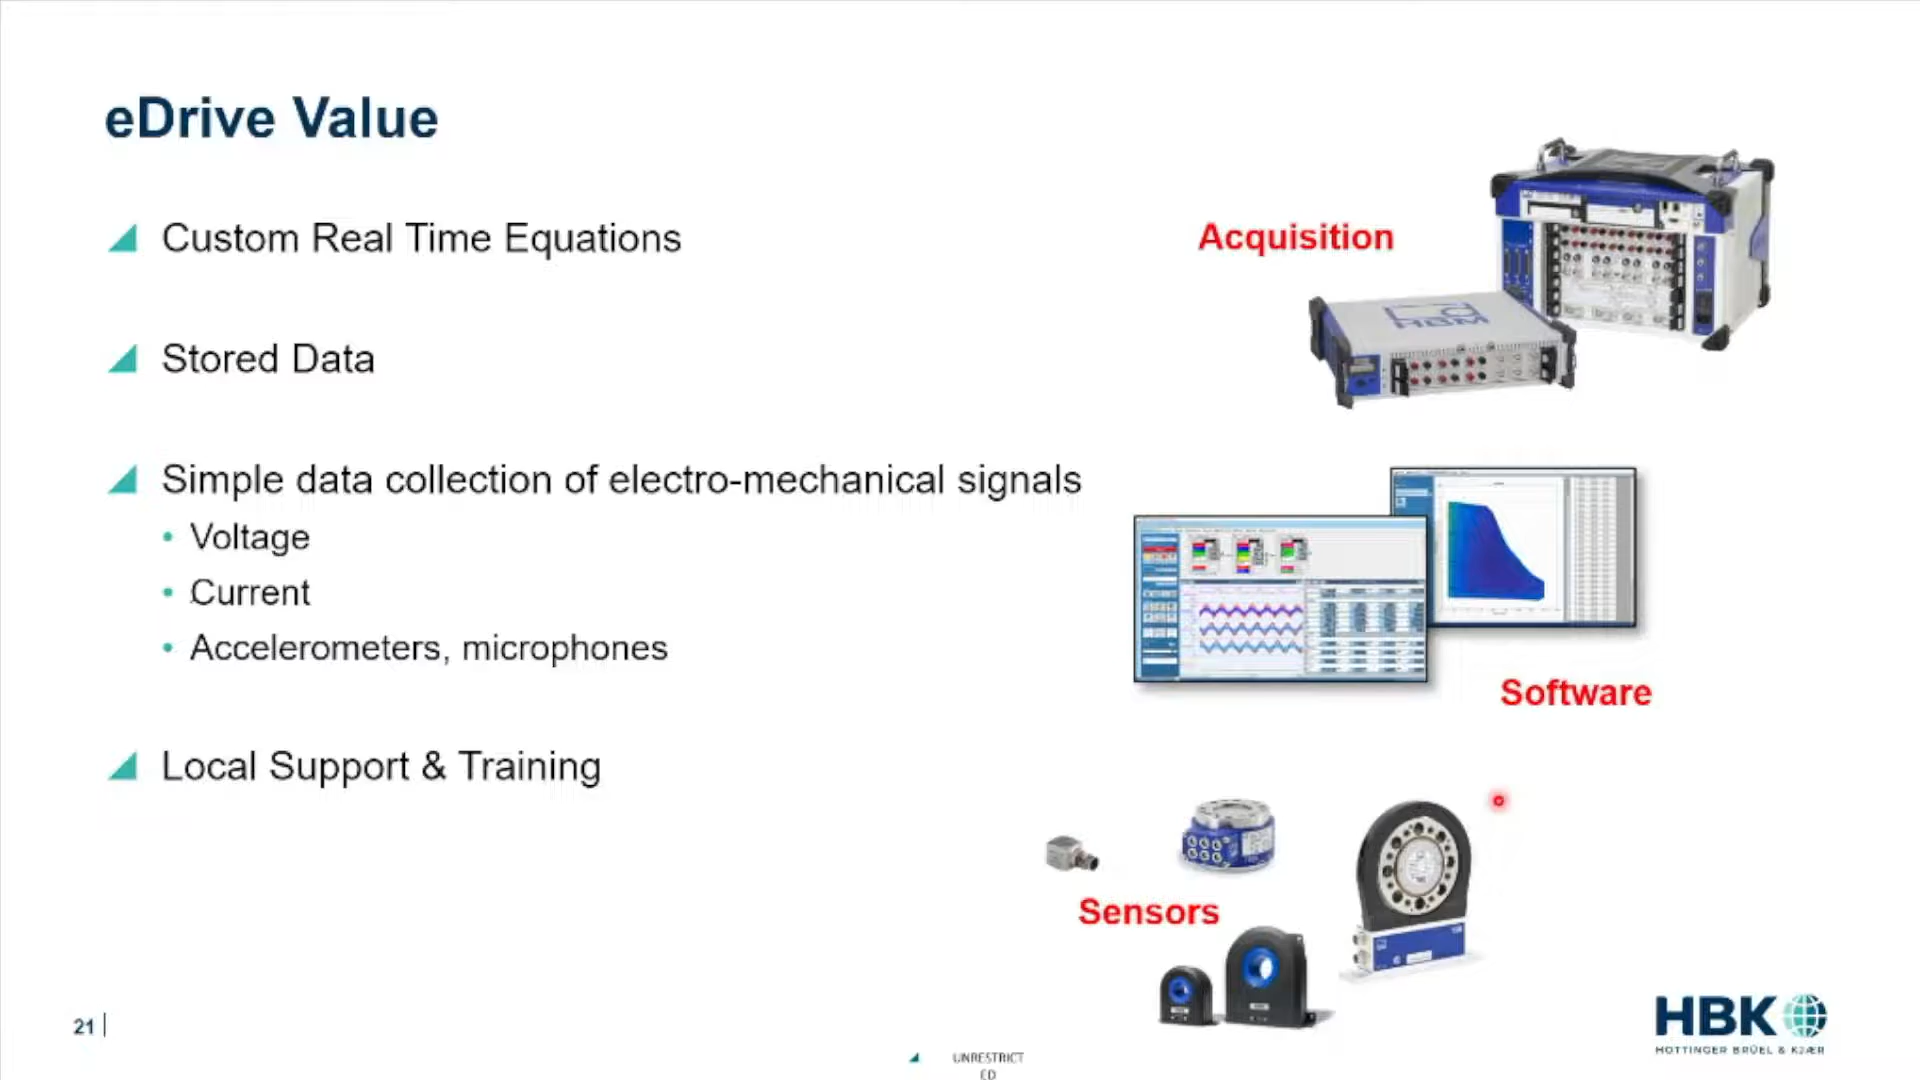 eDrive Value
Custom Real Time Equations
Stored Data
Simple data collection of electro-mechanical signals
• Voltage
• Current
• Accelerometers, microphones
Local Support & Training
Acquisition
HBM
Software
Sensors
21
UNRESTRICT
ED
HBK
HOTTINGER BRÜEL & KJÆR